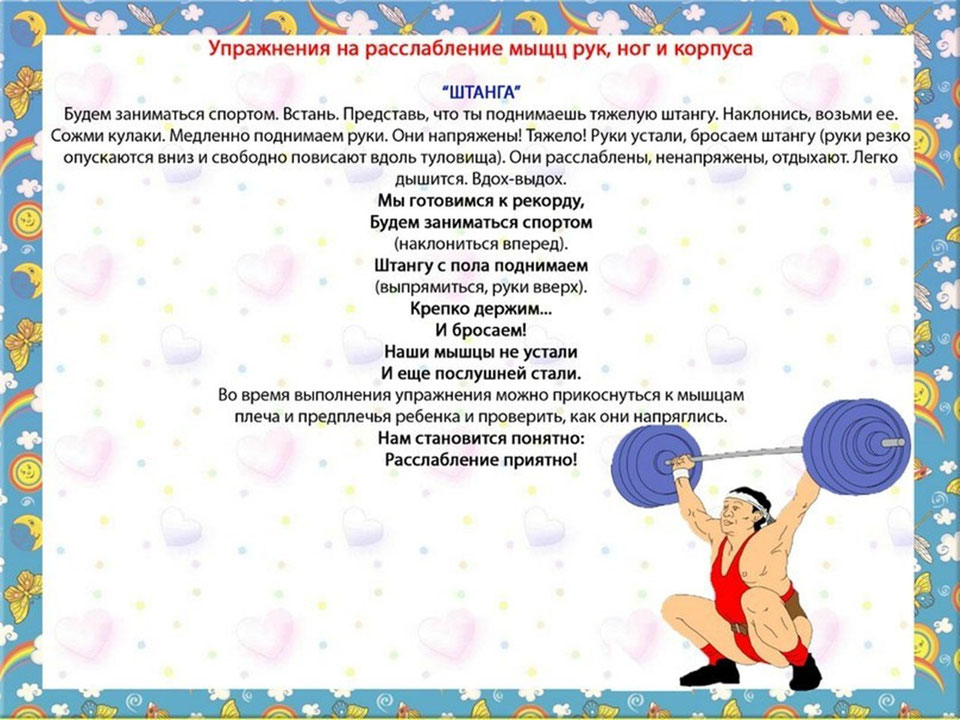 Упражнения на расслабление мыщц рук, ног и корпуса
“ШТАНГА”
Будем заниматься спортом. Встань. Представь, что ты поднимаешь тяжелую штангу. Наклонись, возьми ее.
Сожми кулаки. Медленно поднимаем руки. Они напряжены! Тяжело! Руки устали, бросаем штангу (руки резко
опускаются вниз и свободно повисают вдоль туловища). Они расслаблены, ненапряжены, отдыхают. Легко
дышится. Вдох-выдох.
Мы готовимся к рекорду,
Будем заниматься спортом
(наклониться вперед).
Штангу с пола поднимаем
(выпрямиться, руки вверх).
Крепко держим...
И бросаем!
Наши мышцы не устали
И еще послушней стали.
Во время выполнения упражнения можно прикоснуться к мышцам
плеча и предплечья ребенка и проверить, как они напряглись.
Нам становится понятно:
Расслабление приятно!